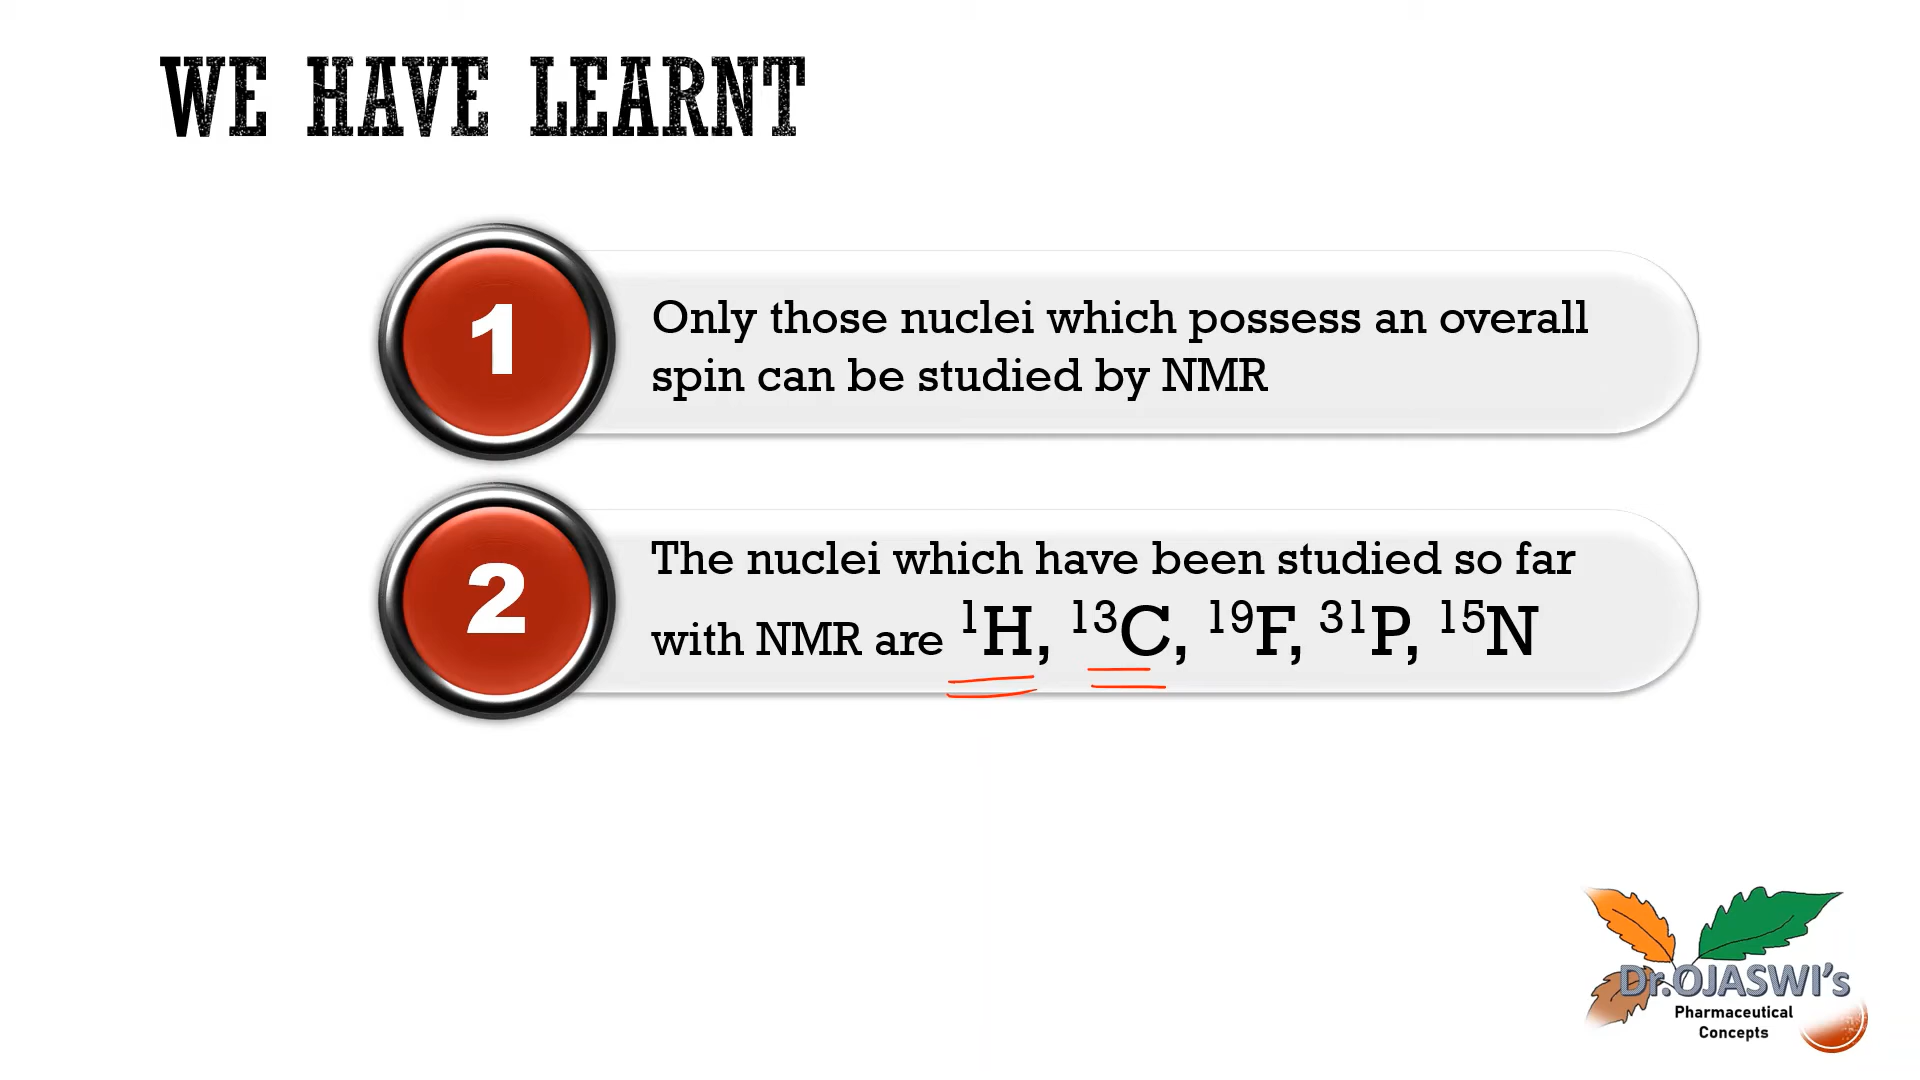 WE HAVE LEARNT
1
Only those nuclei which possess an overall
spin can be studied by NMR
2
The nuclei which have been studied so far
with NMR are ¹H, ¹³C, ¹⁹F, ³¹P, ¹⁵N
Dr.OJASWI's
Pharmaceutical
Concepts